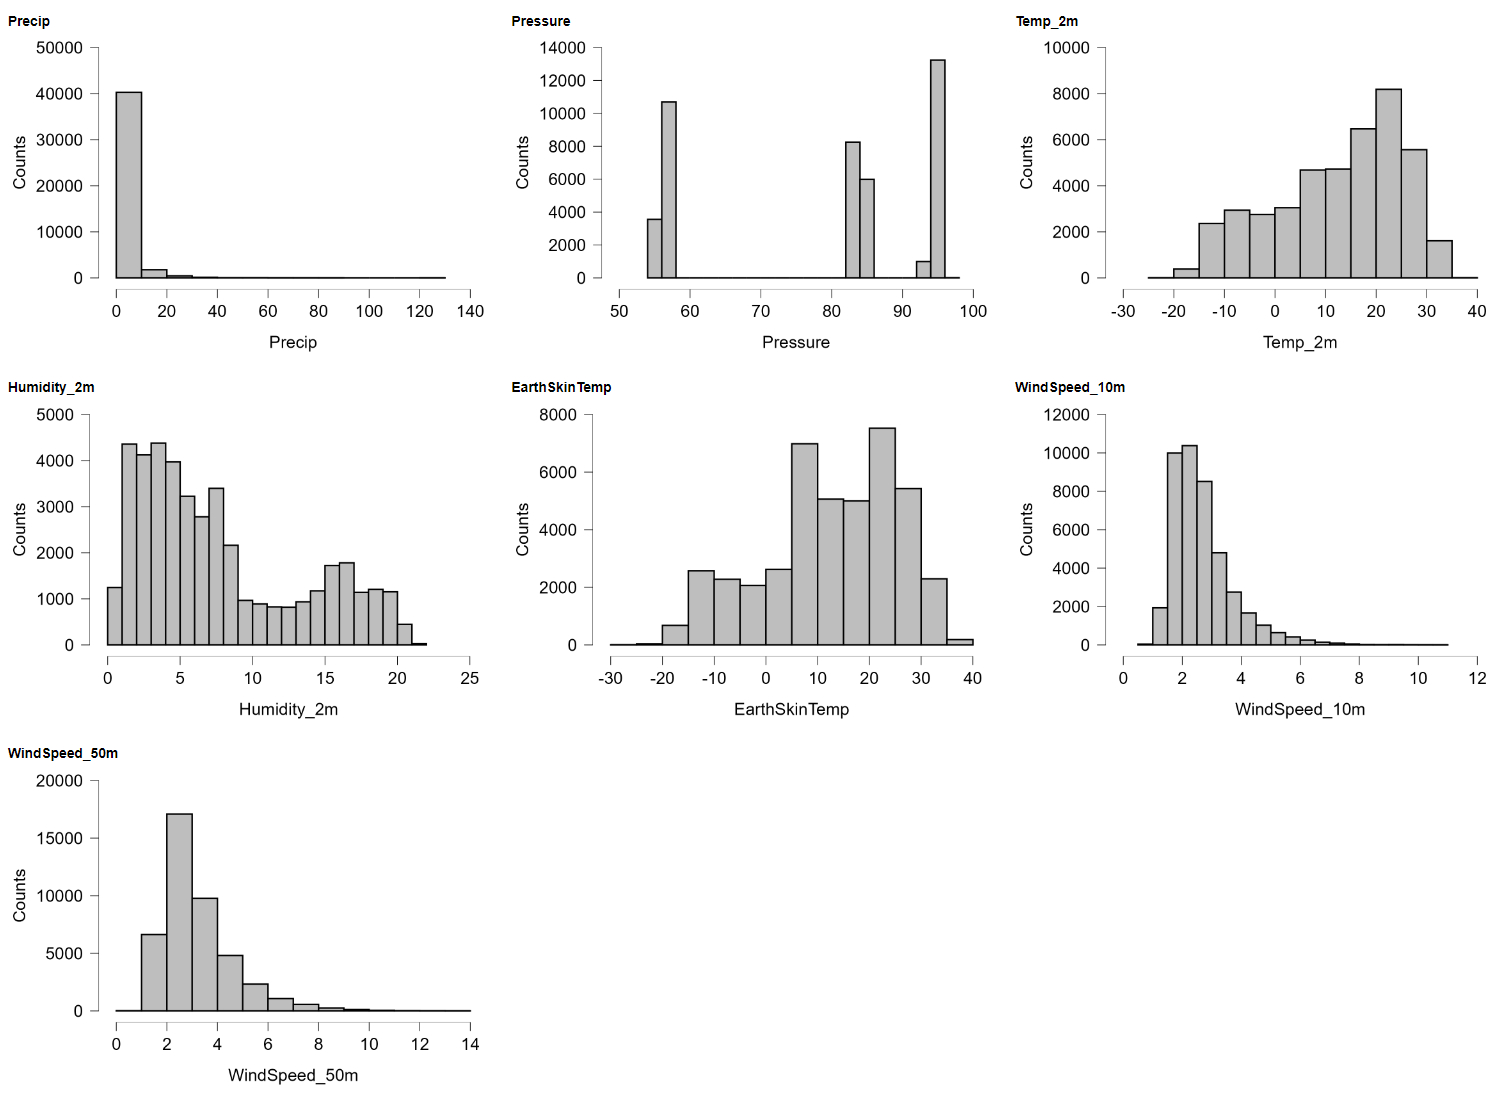 Precip
50000
40000
30000
20000
10000
0
Counts
0 20 40 60 80 100 120 140
Precip
Pressure
14000
12000
10000
8000
6000
4000
2000
0
Counts
50 60 70 80 90 100
Pressure
Temp_2m
10000
8000
6000
4000
2000
0
Counts
-30 -20 -10 0 10 20 30 40
Temp_2m
Humidity_2m
5000
4000
3000
2000
1000
0
Counts
0 5 10 15 20 25
Humidity_2m
EarthSkinTemp
8000
6000
4000
2000
0
Counts
-30 -20 -10 0 10 20 30 40
EarthSkinTemp
WindSpeed_10m
12000
10000
8000
6000
4000
2000
0
Counts
0 2 4 6 8 10 12
WindSpeed_10m
WindSpeed_50m
20000
15000
10000
5000
0
Counts
0 2 4 6 8 10 12 14
WindSpeed_50m